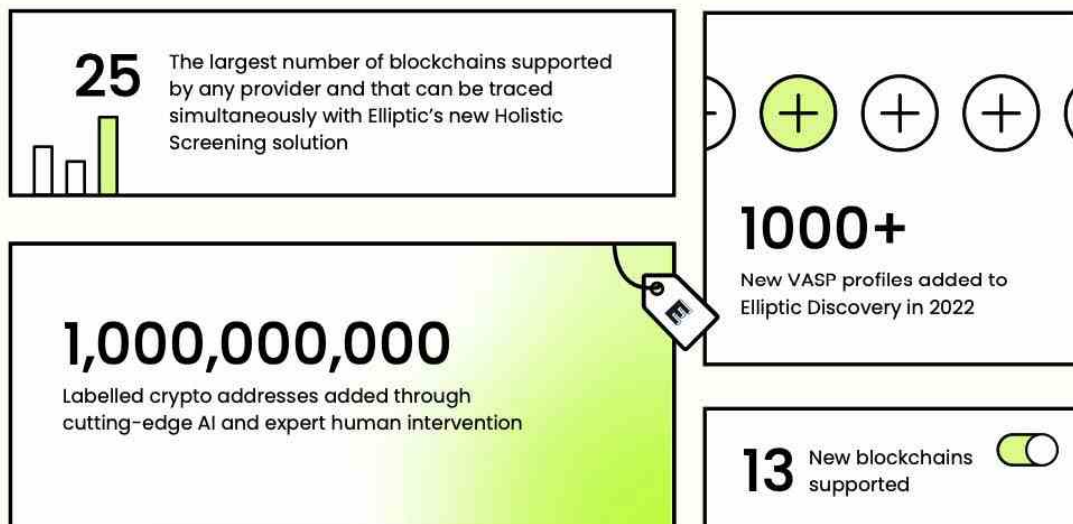 25
The largest number of blockchains supported
by any provider and that can be traced
simultaneously with Elliptic's new Holistic
Screening solution
1000+
New VASP profiles added to
Elliptic Discovery in 2022
1,000,000,000
Labelled crypto addresses added through
cutting-edge AI and expert human intervention
E
13
New blockchains
supported